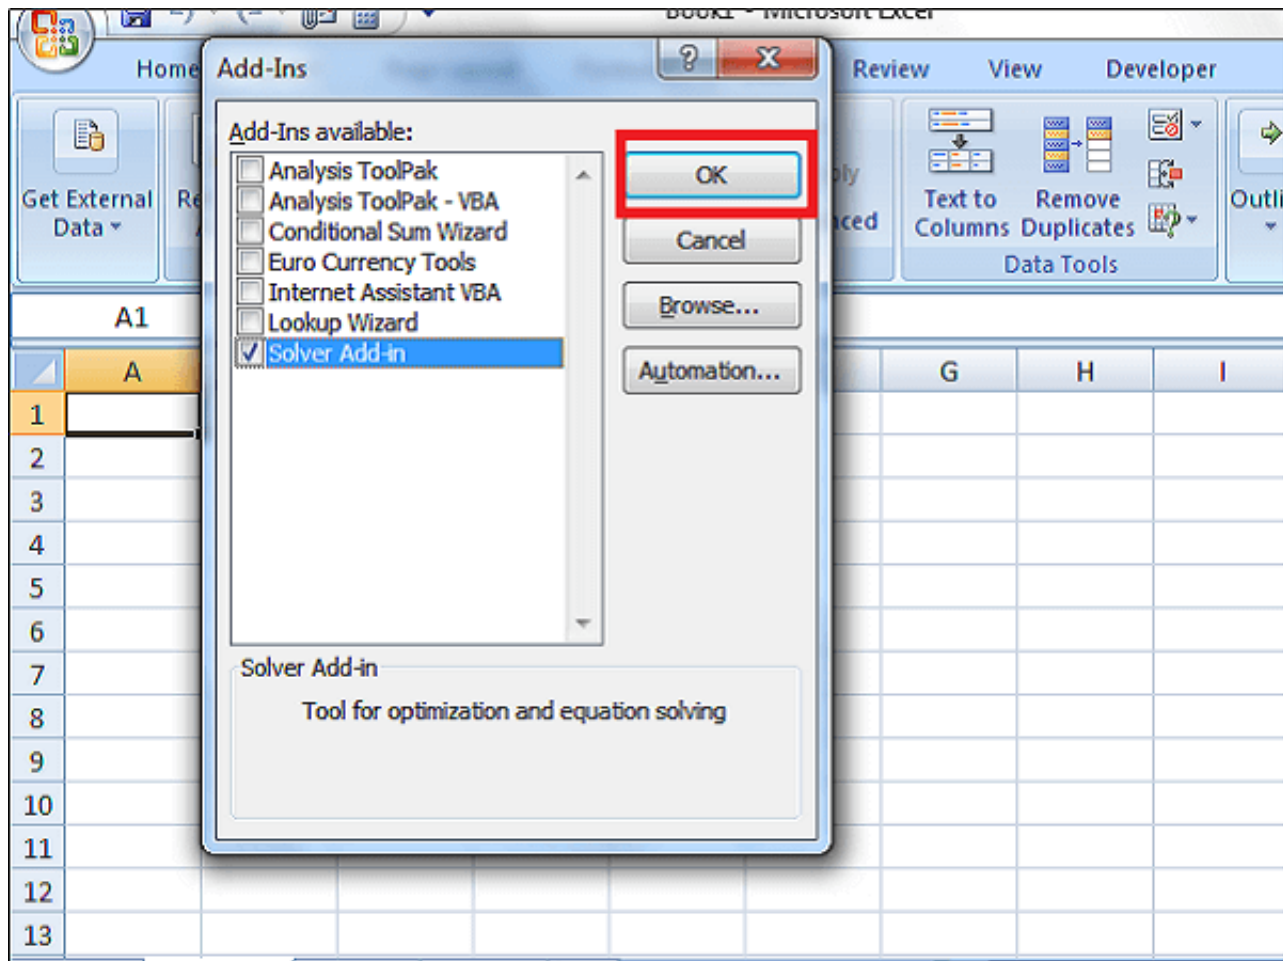 Book1 - Microsoft Excel
Home
Review
View
Developer
Add-Ins
Add-Ins available:
Analysis ToolPak
Analysis ToolPak - VBA
Conditional Sum Wizard
Euro Currency Tools
Internet Assistant VBA
Lookup Wizard
Solver Add-in
OK
Cancel
Browse...
Automation...
Solver Add-in
Tool for optimization and equation solving
Get External
Data
Text to
Columns
Remove
Duplicates
Data Tools
A1
A
G
H
I
1
2
3
4
5
6
7
8
9
10
11
12
13